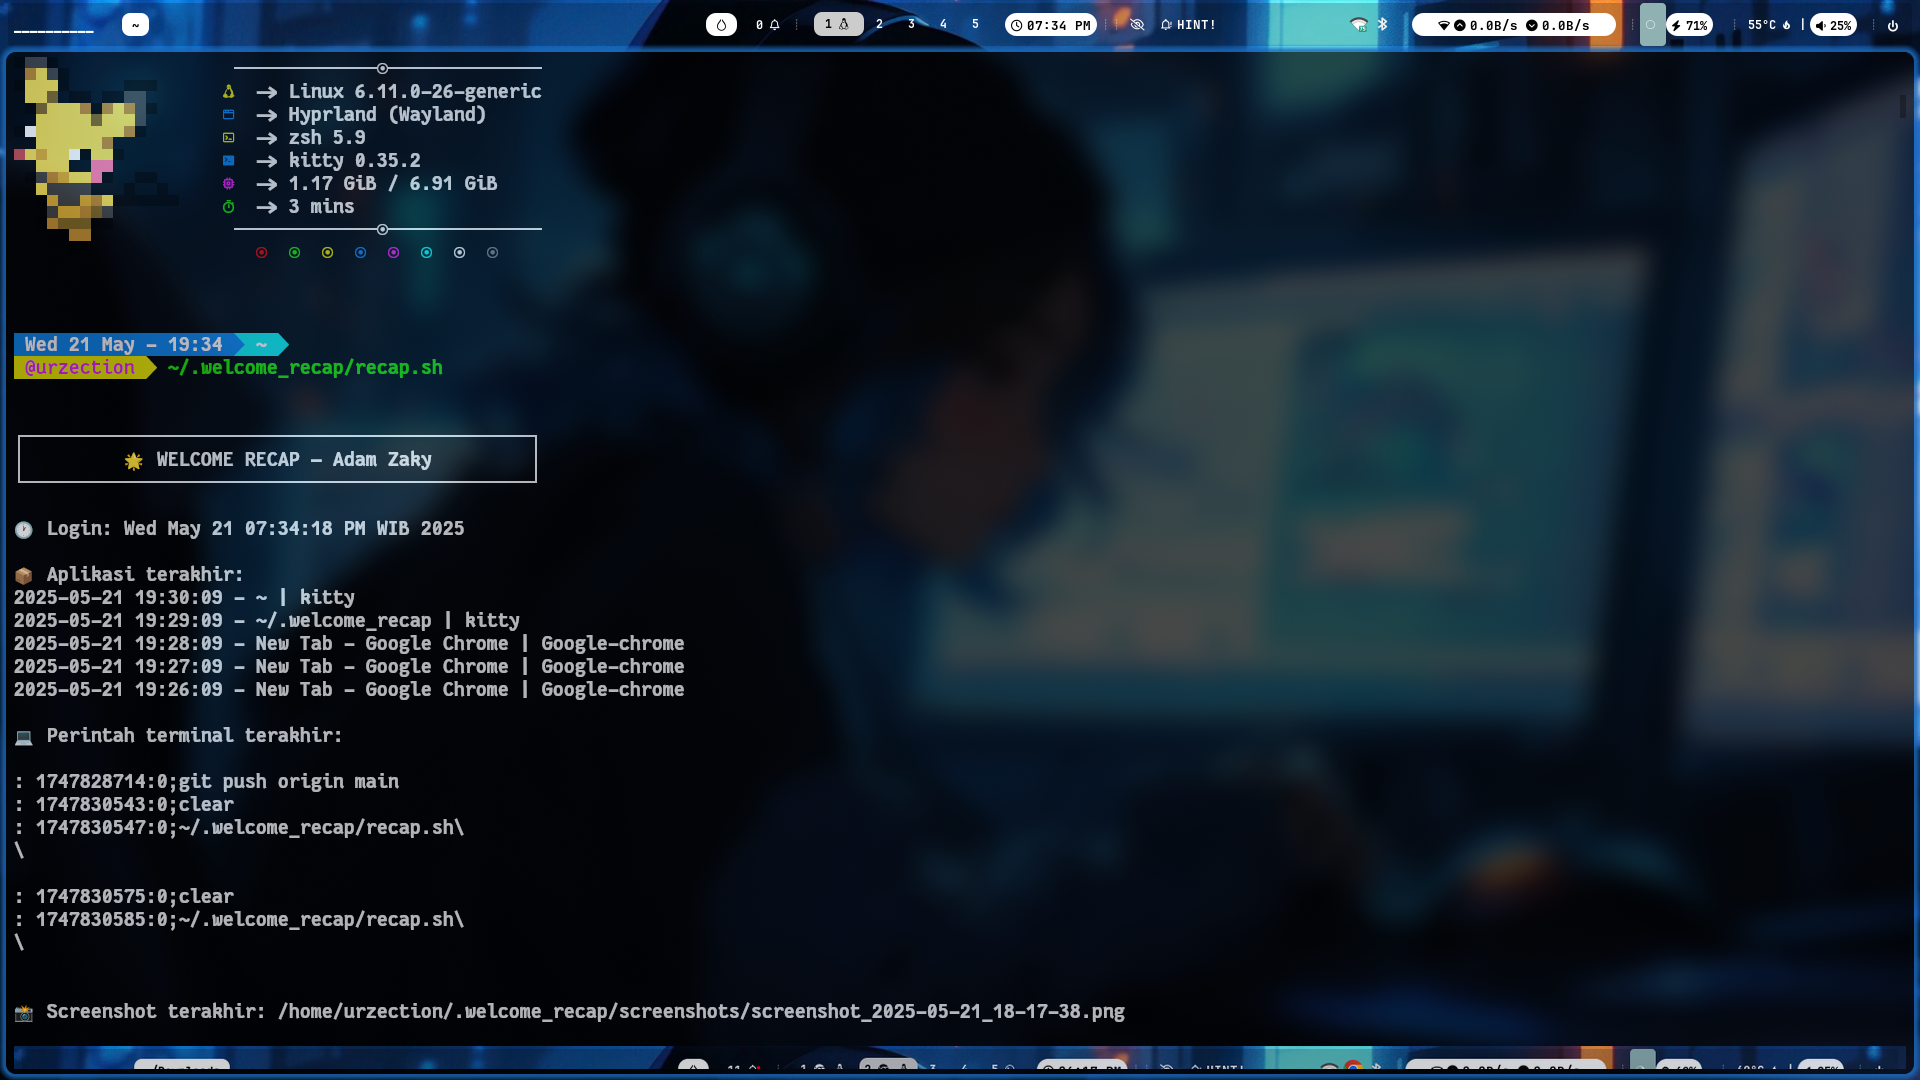 __________ ~ 0 1 2 3 4 5 07:34 PM HINT! 0.0B/s 0.0B/s 71% 55°C | 25%
Linux 6.11.0-26-generic
Hyprland (Wayland)
zsh 5.9
kitty 0.35.2
1.17 GiB / 6.91 GiB
3 mins
Wed 21 May - 19:34 ~
@urzection ~/.welcome_recap/recap.sh
WELCOME RECAP - Adam Zaky
Login: Wed May 21 07:34:18 PM WIB 2025
Aplikasi terakhir:
2025-05-21 19:30:09 - ~ | kitty
2025-05-21 19:29:09 - ~/.welcome_recap | kitty
2025-05-21 19:28:09 - New Tab - Google Chrome | Google-chrome
2025-05-21 19:27:09 - New Tab - Google Chrome | Google-chrome
2025-05-21 19:26:09 - New Tab - Google Chrome | Google-chrome
Perintah terminal terakhir:
: 1747828714:0;git push origin main
: 1747830543:0;clear
: 1747830547:0;~/.welcome_recap/recap.sh\
\
: 1747830575:0;clear
: 1747830585:0;~/.welcome_recap/recap.sh\
\
Screenshot terakhir: /home/urzection/.welcome_recap/screenshots/screenshot_2025-05-21_18-17-38.png